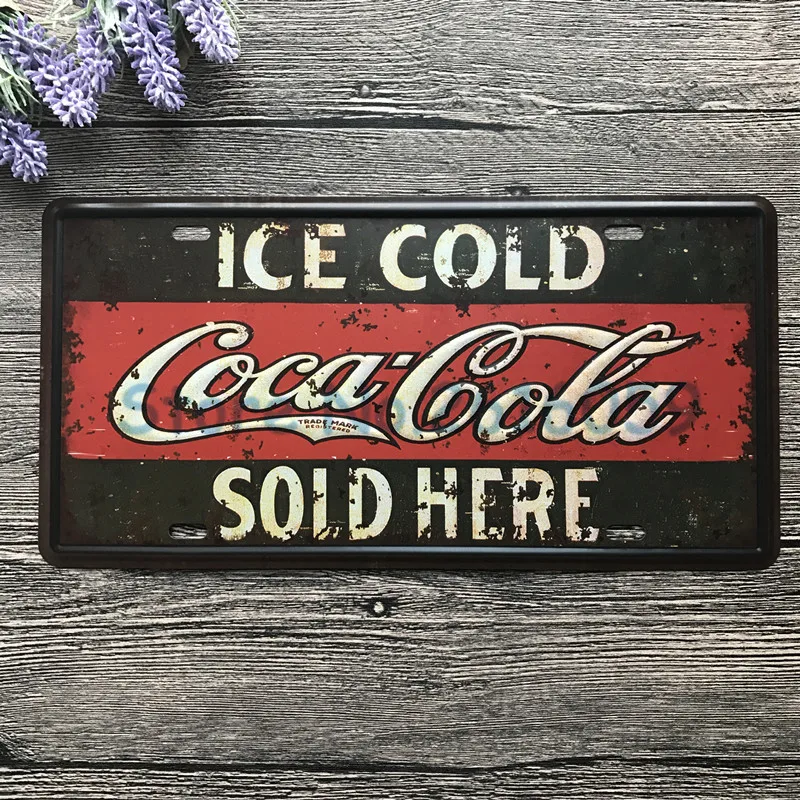 ICE COLD
Coca-Cola
TRADE MARK
REGISTERED
SOLD HERE